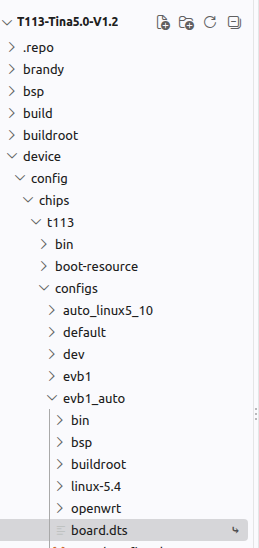 T113-Tina5.0-V1.2
.repo
brandy
bsp
build
buildroot
device
config
chips
t113
bin
boot-resource
configs
auto_linux5_10
default
dev
evb1
evb1_auto
bin
bsp
buildroot
linux-5.4
openwrt
board.dts